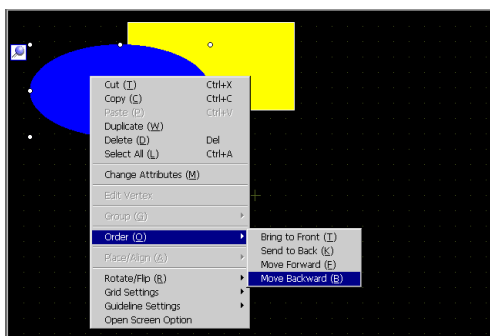 Cut (T) Ctrl+X
Copy (C) Ctrl+C
Paste (P) Ctrl+V
Duplicate (W)
Delete (D) Del
Select All (L) Ctrl+A
Change Attributes (M)
Edit Vertex
Group (G)
Order (O)
Place/Align (A)
Rotate/Flip (R)
Grid Settings
Guideline Settings
Open Screen Option
Bring to Front (T)
Send to Back (K)
Move Forward (F)
Move Backward (B)